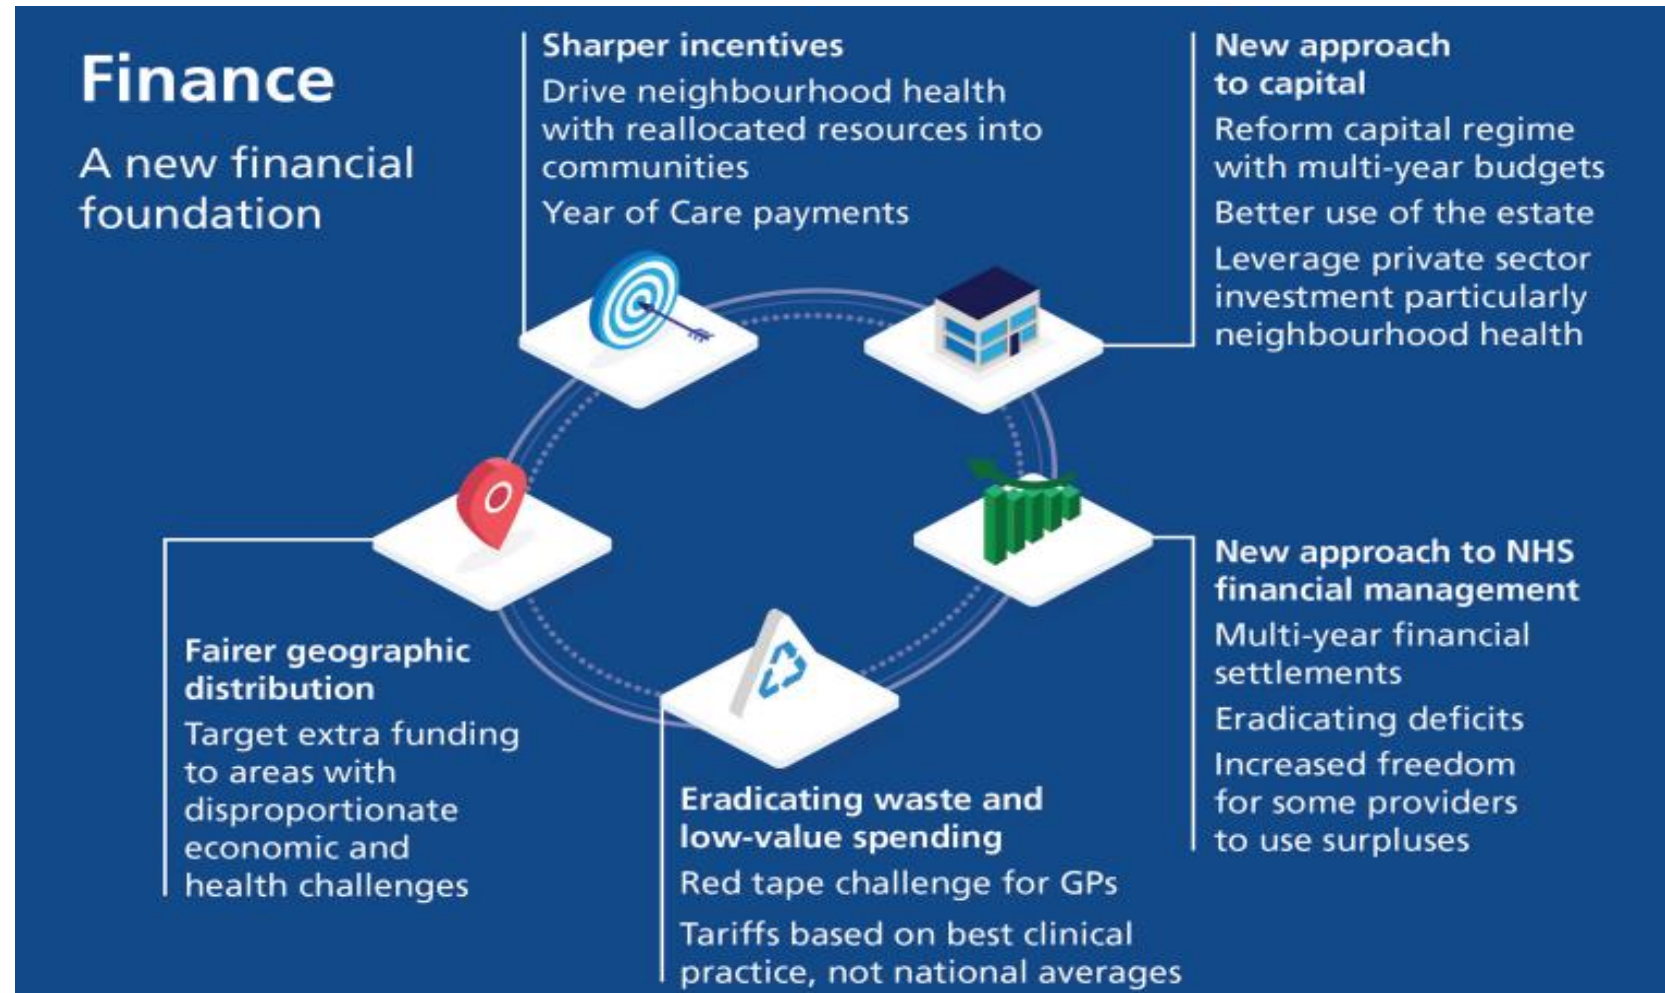 Finance
A new financial
foundation
Sharper incentives
Drive neighbourhood health
with reallocated resources into
communities
Year of Care payments
New approach
to capital
Reform capital regime
with multi-year budgets
Better use of the estate
Leverage private sector
investment particularly
neighbourhood health
New approach to NHS
financial management
Multi-year financial
settlements
Eradicating deficits
Increased freedom
for some providers
to use surpluses
Eradicating waste and
low-value spending
Red tape challenge for GPs
Tariffs based on best clinical
practice, not national averages
Fairer geographic
distribution
Target extra funding
to areas with
disproportionate
economic and
health challenges